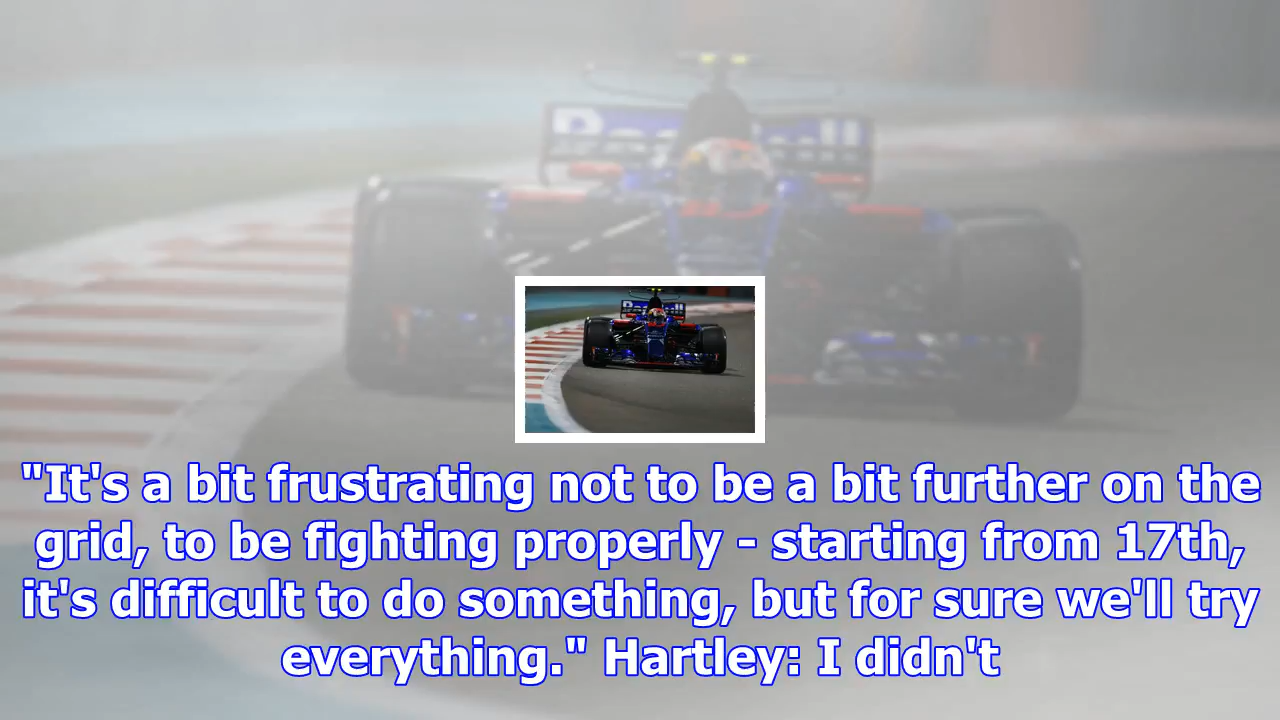 "It's a bit frustrating not to be a bit further on the
grid, to be fighting properly - starting from 17th,
it's difficult to do something, but for sure we'll try
everything." Hartley: I didn't